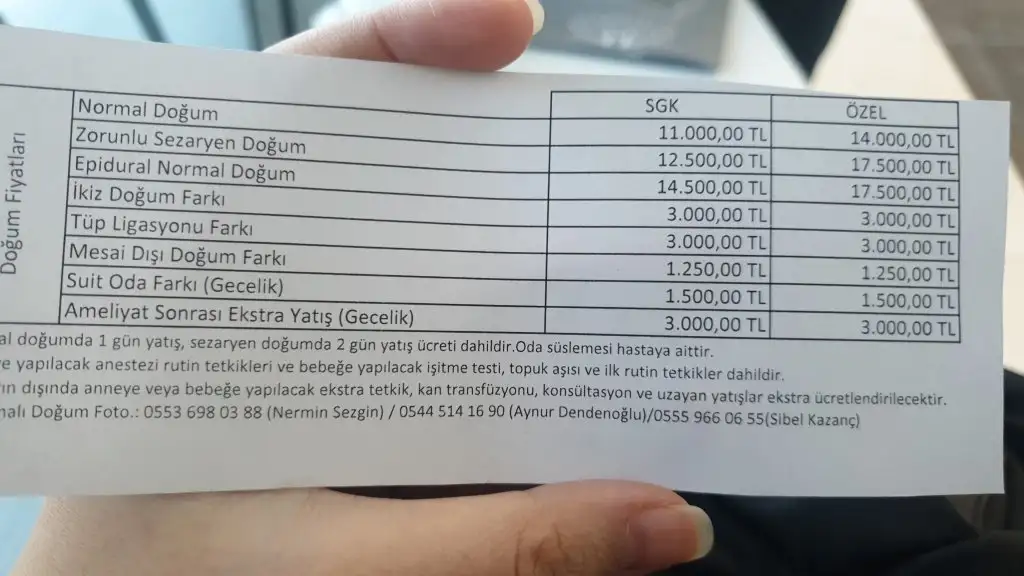 Doğum Fiyatları
SGK ÖZEL
Normal Doğum 11.000,00 TL 14.000,00 TL
Zorunlu Sezaryen Doğum 12.500,00 TL 17.500,00 TL
Epidural Normal Doğum 14.500,00 TL 17.500,00 TL
İkiz Doğum Farkı 3.000,00 TL 3.000,00 TL
Tüp Ligasyonu Farkı 3.000,00 TL 3.000,00 TL
Mesai Dışı Doğum Farkı 1.250,00 TL 1.250,00 TL
Suit Oda Farkı (Gecelik) 1.500,00 TL 1.500,00 TL
Ameliyat Sonrası Ekstra Yatış (Gecelik) 3.000,00 TL 3.000,00 TL
al doğumda 1 gün yatış, sezaryen doğumda 2 gün yatış ücreti dahildir.Oda süslemesi hastaya aittir.
e yapılacak anestezi rutin tetkikleri ve bebeğe yapılacak işitme testi, topuk aşısı ve ilk rutin tetkikler dahildir.
ın dışında anneye veya bebeğe yapılacak ekstra tetkik, kan transfüzyonu, konsültasyon ve uzayan yatışlar ekstra ücretlendirilecektir.
malı Doğum Foto.: 0553 698 03 88 (Nermin Sezgin) / 0544 514 16 90 (Aynur Dendenoğlu)/0555 966 06 55(Sibel Kazanç)